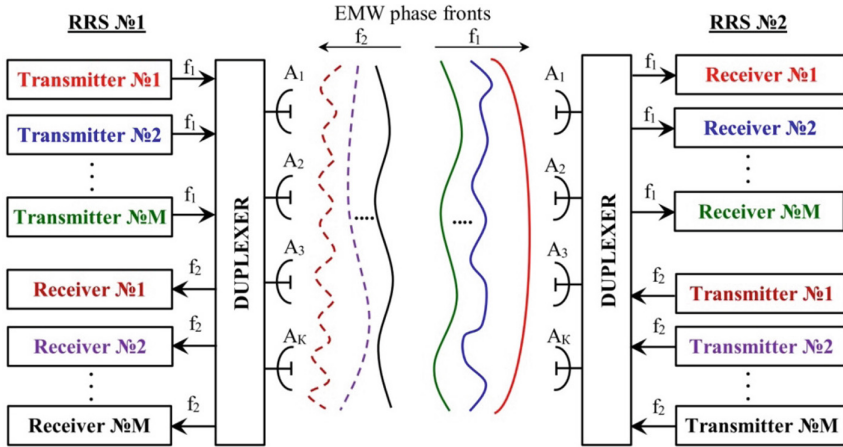 EMW phase fronts
RRS №1
RRS №2
f₂
f₁
Transmitter №1
f₁
Transmitter №2
f₁
Transmitter №M
f₁
Receiver №1
f₂
Receiver №2
f₂
Receiver №M
f₂
DUPLEXER
A₁
A₂
A₃
Aₖ
A₁
A₂
A₃
Aₖ
DUPLEXER
f₁
Receiver №1
f₁
Receiver №2
f₁
Receiver №M
f₂
Transmitter №1
f₂
Transmitter №2
f₂
Transmitter №M